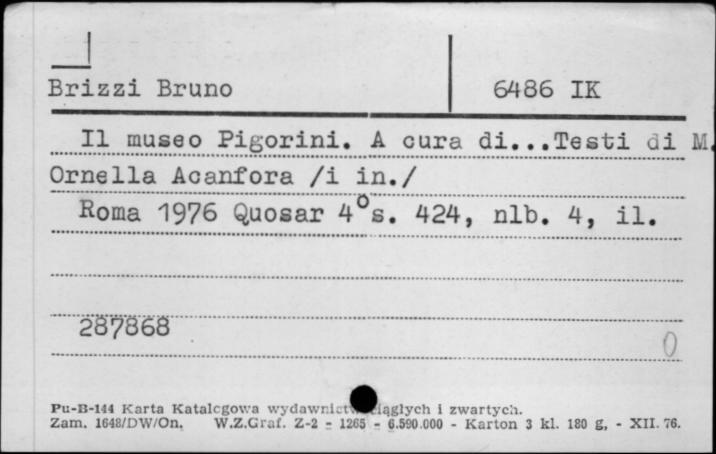 Brizzi Bruno
6486 IK
Il museo Pigorini. A cura di...Testi di M.
Ornella Acanfora /i in./
Roma 1976 Quosar 4°s. 424, nlb. 4, il.
287868
0
Pu-B-144 Karta Katalogowa wydawnictw ciągłych i zwartych.
Zam. 1648/DW/On. W.Z.Graf. Z-2 - 1265 - 6.590.000 - Karton 3 kl. 180 g, - XII. 76.